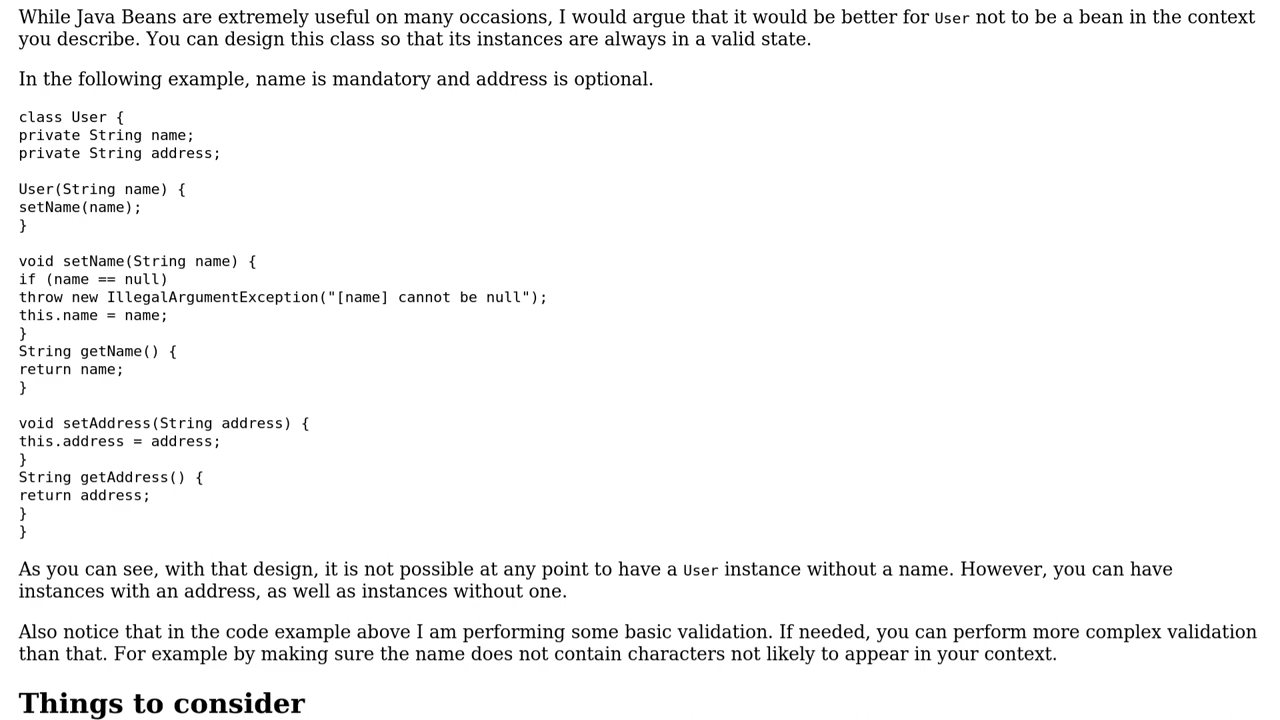 While Java Beans are extremely useful on many occasions, I would argue that it would be better for User not to be a bean in the context
you describe. You can design this class so that its instances are always in a valid state.
In the following example, name is mandatory and address is optional.
class User {
private String name;
private String address;
User(String name) {
setName(name);
}
void setName(String name) {
if (name == null)
throw new IllegalArgumentException("[name] cannot be null");
this.name = name;
}
String getName() {
return name;
}
void setAddress(String address) {
this.address = address;
}
String getAddress() {
return address;
}
}
As you can see, with that design, it is not possible at any point to have a User instance without a name. However, you can have
instances with an address, as well as instances without one.
Also notice that in the code example above I am performing some basic validation. If needed, you can perform more complex validation
than that. For example by making sure the name does not contain characters not likely to appear in your context.
Things to consider